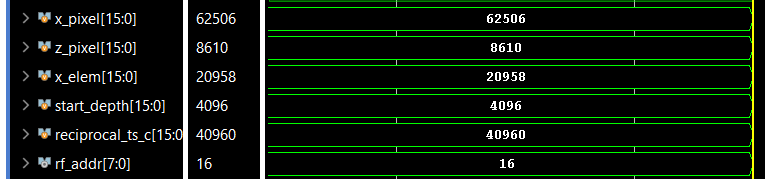 x_pixel[15:0] 62506 62506
z_pixel[15:0] 8610 8610
x_elem[15:0] 20958 20958
start_depth[15:0] 4096 4096
reciprocal_ts_c[15:0 40960 40960
rf_addr[7:0] 16 16